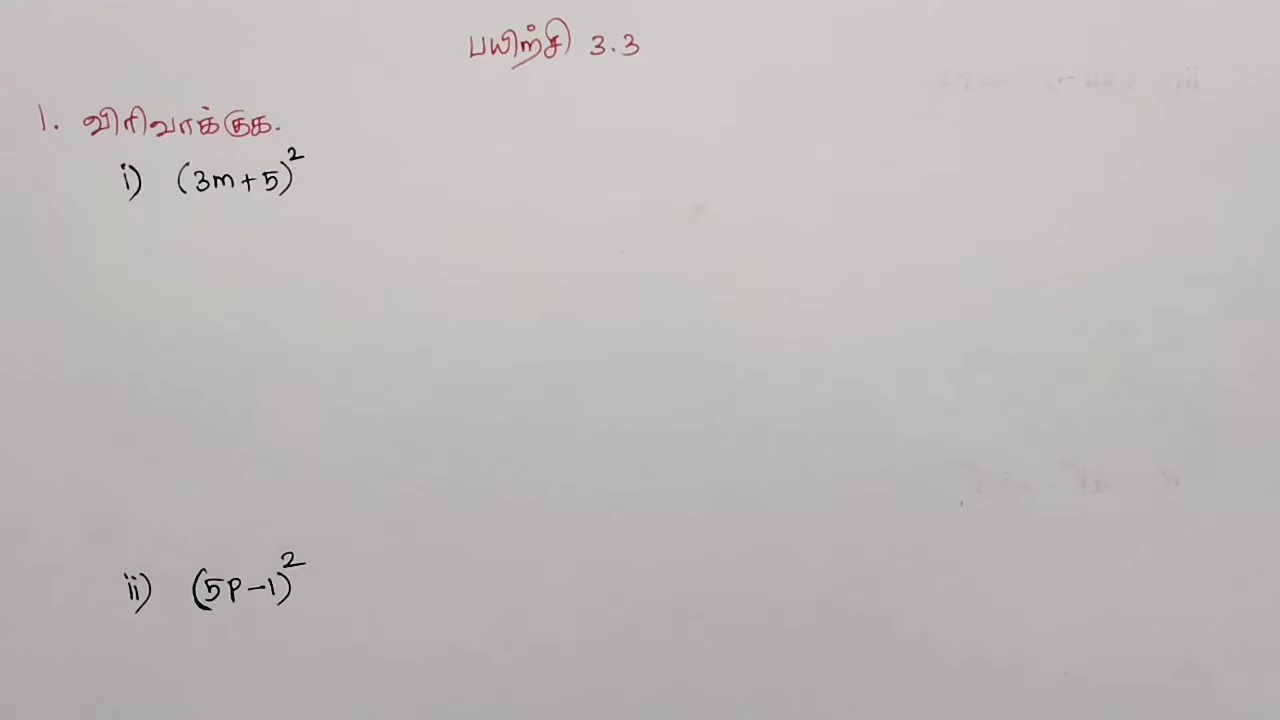 பயிற்சி 3.3
1. விரிவாக்குக.
i) (3m+5)²
ii) (5p-1)²